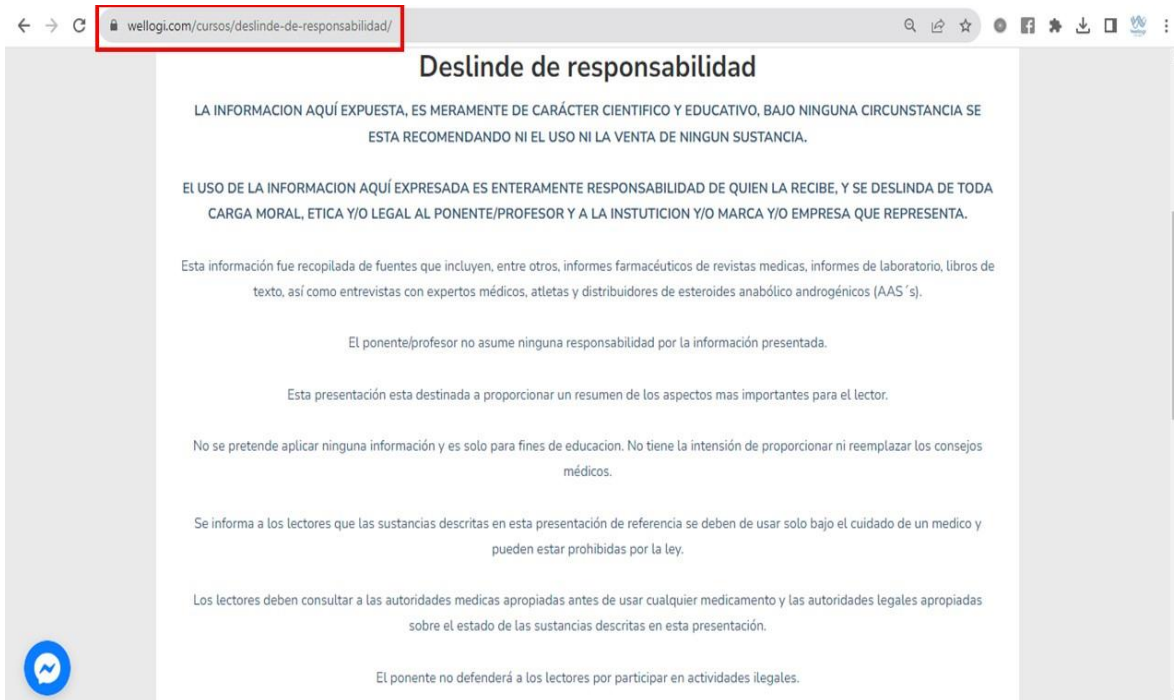 wellogi.com/cursos/deslinde-de-responsabilidad/
Deslinde de responsabilidad
LA INFORMACION AQUÍ EXPUESTA, ES MERAMENTE DE CARÁCTER CIENTIFICO Y EDUCATIVO, BAJO NINGUNA CIRCUNSTANCIA SE
ESTA RECOMENDANDO NI EL USO NI LA VENTA DE NINGUN SUSTANCIA.
El USO DE LA INFORMACION AQUÍ EXPRESADA ES ENTERAMENTE RESPONSABILIDAD DE QUIEN LA RECIBE, Y SE DESLINDA DE TODA
CARGA MORAL, ETICA Y/O LEGAL AL PONENTE/PROFESOR Y A LA INSTUTICION Y/O MARCA Y/O EMPRESA QUE REPRESENTA.
Esta información fue recopilada de fuentes que incluyen, entre otros, informes farmacéuticos de revistas medicas, informes de laboratorio, libros de
texto, así como entrevistas con expertos médicos, atletas y distribuidores de esteroides anabólico androgénicos (AAS´s).
El ponente/profesor no asume ninguna responsabilidad por la información presentada.
Esta presentación esta destinada a proporcionar un resumen de los aspectos mas importantes para el lector.
No se pretende aplicar ninguna información y es solo para fines de educacion. No tiene la intensión de proporcionar ni reemplazar los consejos
médicos.
Se informa a los lectores que las sustancias descritas en esta presentación de referencia se deben de usar solo bajo el cuidado de un medico y
pueden estar prohibidas por la ley.
Los lectores deben consultar a las autoridades medicas apropiadas antes de usar cualquier medicamento y las autoridades legales apropiadas
sobre el estado de las sustancias descritas en esta presentación.
El ponente no defenderá a los lectores por participar en actividades ilegales.